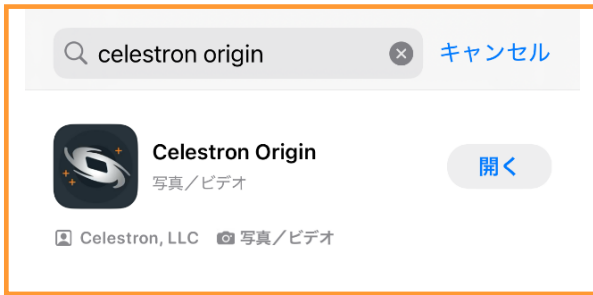 celestron origin キャンセル
Celestron Origin
写真／ビデオ
開く
Celestron, LLC 写真／ビデオ